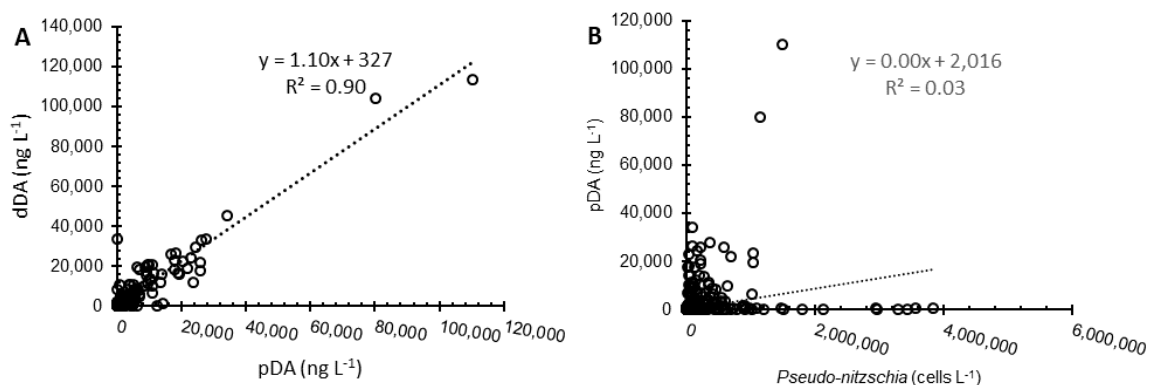 A
140,000
120,000
100,000
80,000
60,000
40,000
20,000
0
dDA (ng L⁻¹)
y = 1.10x + 327
R² = 0.90
0
20,000
40,000
60,000
80,000
100,000
120,000
pDA (ng L⁻¹)
B
120,000
100,000
80,000
60,000
40,000
20,000
0
pDA (ng L⁻¹)
y = 0.00x + 2,016
R² = 0.03
0
2,000,000
4,000,000
6,000,000
Pseudo-nitzschia (cells L⁻¹)